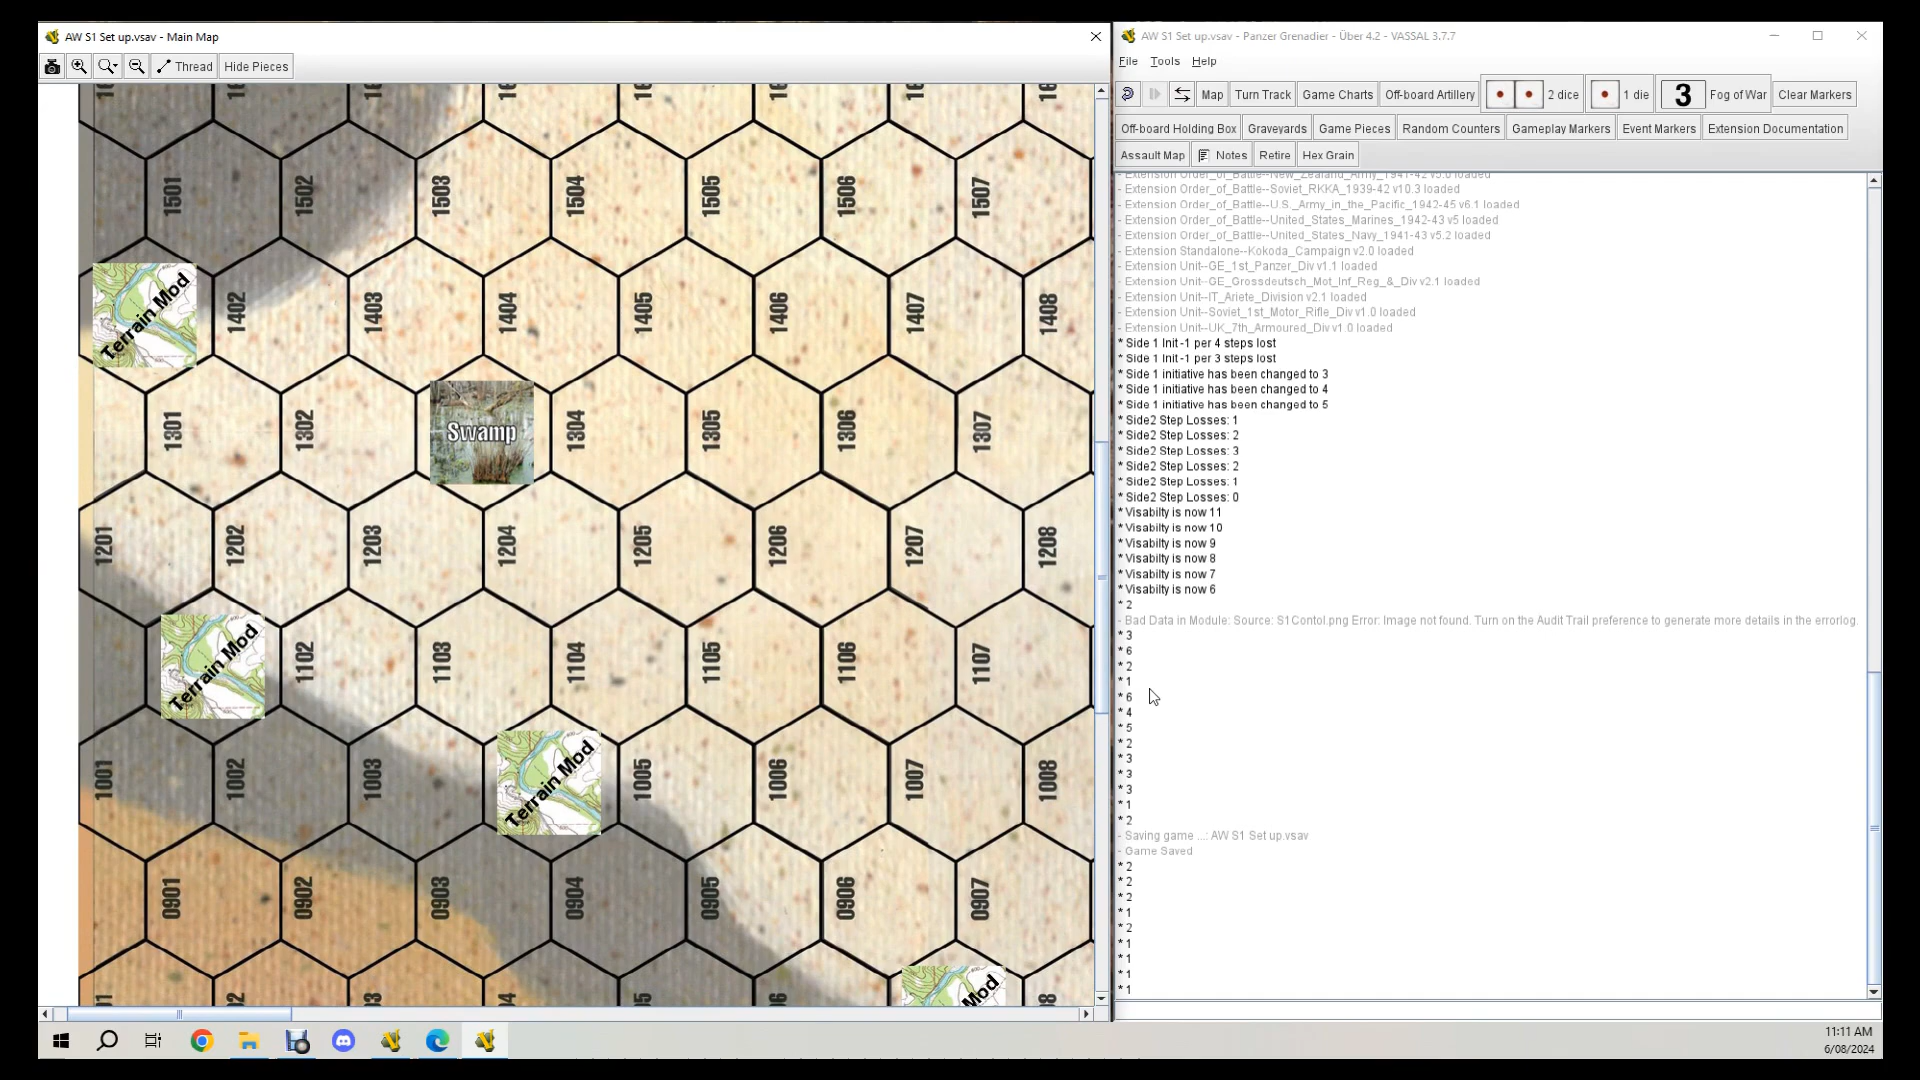 AW S1 Set up.vsav - Main Map
Thread
Hide Pieces
1501
1502
1503
1504
1505
1506
1507
Terrain Mod
1402
1403
1404
1405
1406
1407
1408
1301
1302
Swamp
1304
1305
1306
1307
1201
1202
1203
1204
1205
1206
1207
1208
Terrain Mod
1102
1103
1104
1105
1106
1107
1001
1002
1003
Terrain Mod
1005
1006
1007
1008
0901
0902
0903
0904
0905
0906
0907
Mod
AW S1 Set up.vsav - Panzer Grenadier - Über 4.2 - VASSAL 3.7.7
File Tools Help
Map Turn Track Game Charts Off-board Artillery 2 dice 1 die 3 Fog of War Clear Markers
Off-board Holding Box Graveyards Game Pieces Random Counters Gameplay Markers Event Markers Extension Documentation
Assault Map Notes Retire Hex Grain
- Extension Order_of_Battle--New_Zealand_Army_1941-42 v5.0 loaded
- Extension Order_of_Battle--Soviet_RKKA_1939-42 v10.3 loaded
- Extension Order_of_Battle--U.S._Army_in_the_Pacific_1942-45 v6.1 loaded
- Extension Order_of_Battle--United_States_Marines_1942-43 v5 loaded
- Extension Order_of_Battle--United_States_Navy_1941-43 v5.2 loaded
- Extension Standalone--Kokoda_Campaign v2.0 loaded
- Extension Unit--GE_1st_Panzer_Div v1.1 loaded
- Extension Unit--GE_Grossdeutsch_Mot_Inf_Reg_&_Div v2.1 loaded
- Extension Unit--IT_Ariete_Division v2.1 loaded
- Extension Unit--Soviet_1st_Motor_Rifle_Div v1.0 loaded
- Extension Unit--UK_7th_Armoured_Div v1.0 loaded
* Side 1 Init -1 per 4 steps lost
* Side 1 Init -1 per 3 steps lost
* Side 1 initiative has been changed to 3
* Side 1 initiative has been changed to 4
* Side 1 initiative has been changed to 5
* Side2 Step Losses: 1
* Side2 Step Losses: 2
* Side2 Step Losses: 3
* Side2 Step Losses: 2
* Side2 Step Losses: 1
* Side2 Step Losses: 0
* Visabilty is now 11
* Visabilty is now 10
* Visabilty is now 9
* Visabilty is now 8
* Visabilty is now 7
* Visabilty is now 6
* 2
- Bad Data in Module: Source: S1Contol.png Error: Image not found. Turn on the Audit Trail preference to generate more details in the errorlog.
* 3
* 6
* 2
* 1
* 6
* 4
* 5
* 2
* 3
* 3
* 3
* 1
* 2
- Saving game ...: AW S1 Set up.vsav
- Game Saved
* 2
* 2
* 2
* 1
* 2
* 1
* 1
* 1
* 1
11:11 AM
6/08/2024